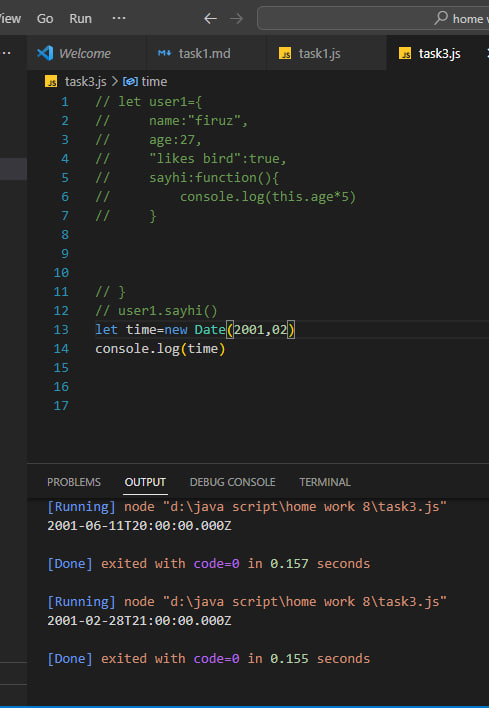 View Go Run ···
home w
Welcome task1.md task1.js task3.js
task3.js > time
1 // let user1={
2 //     name:"firuz",
3 //     age:27,
4 //     "likes bird":true,
5 //     sayhi:function(){
6 //         console.log(this.age*5)
7 //     }
8
9
10
11 // }
12 // user1.sayhi()
13 let time=new Date(2001,02)
14 console.log(time)
15
16
17
PROBLEMS OUTPUT DEBUG CONSOLE TERMINAL
[Running] node "d:\java script\home work 8\task3.js"
2001-06-11T20:00:00.000Z
[Done] exited with code=0 in 0.157 seconds
[Running] node "d:\java script\home work 8\task3.js"
2001-02-28T21:00:00.000Z
[Done] exited with code=0 in 0.155 seconds